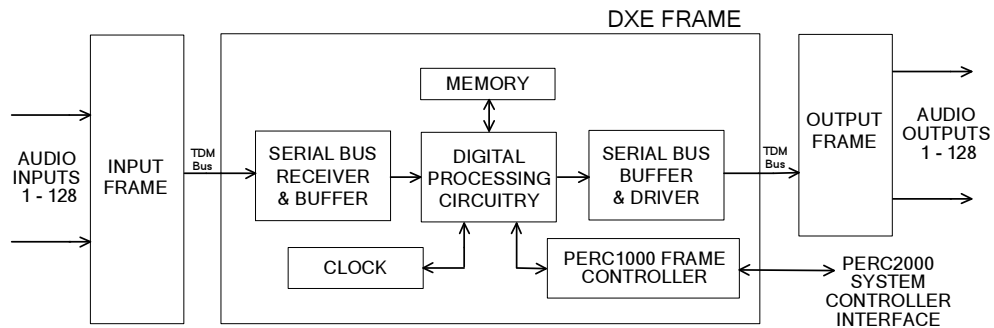 DXE FRAME
AUDIO
INPUTS
1 - 128
INPUT
FRAME
TDM
Bus
SERIAL BUS
RECEIVER
& BUFFER
MEMORY
DIGITAL
PROCESSING
CIRCUITRY
SERIAL BUS
BUFFER
& DRIVER
CLOCK
PERC1000 FRAME
CONTROLLER
TDM
Bus
OUTPUT
FRAME
AUDIO
OUTPUTS
1 - 128
PERC2000
SYSTEM
CONTROLLER
INTERFACE